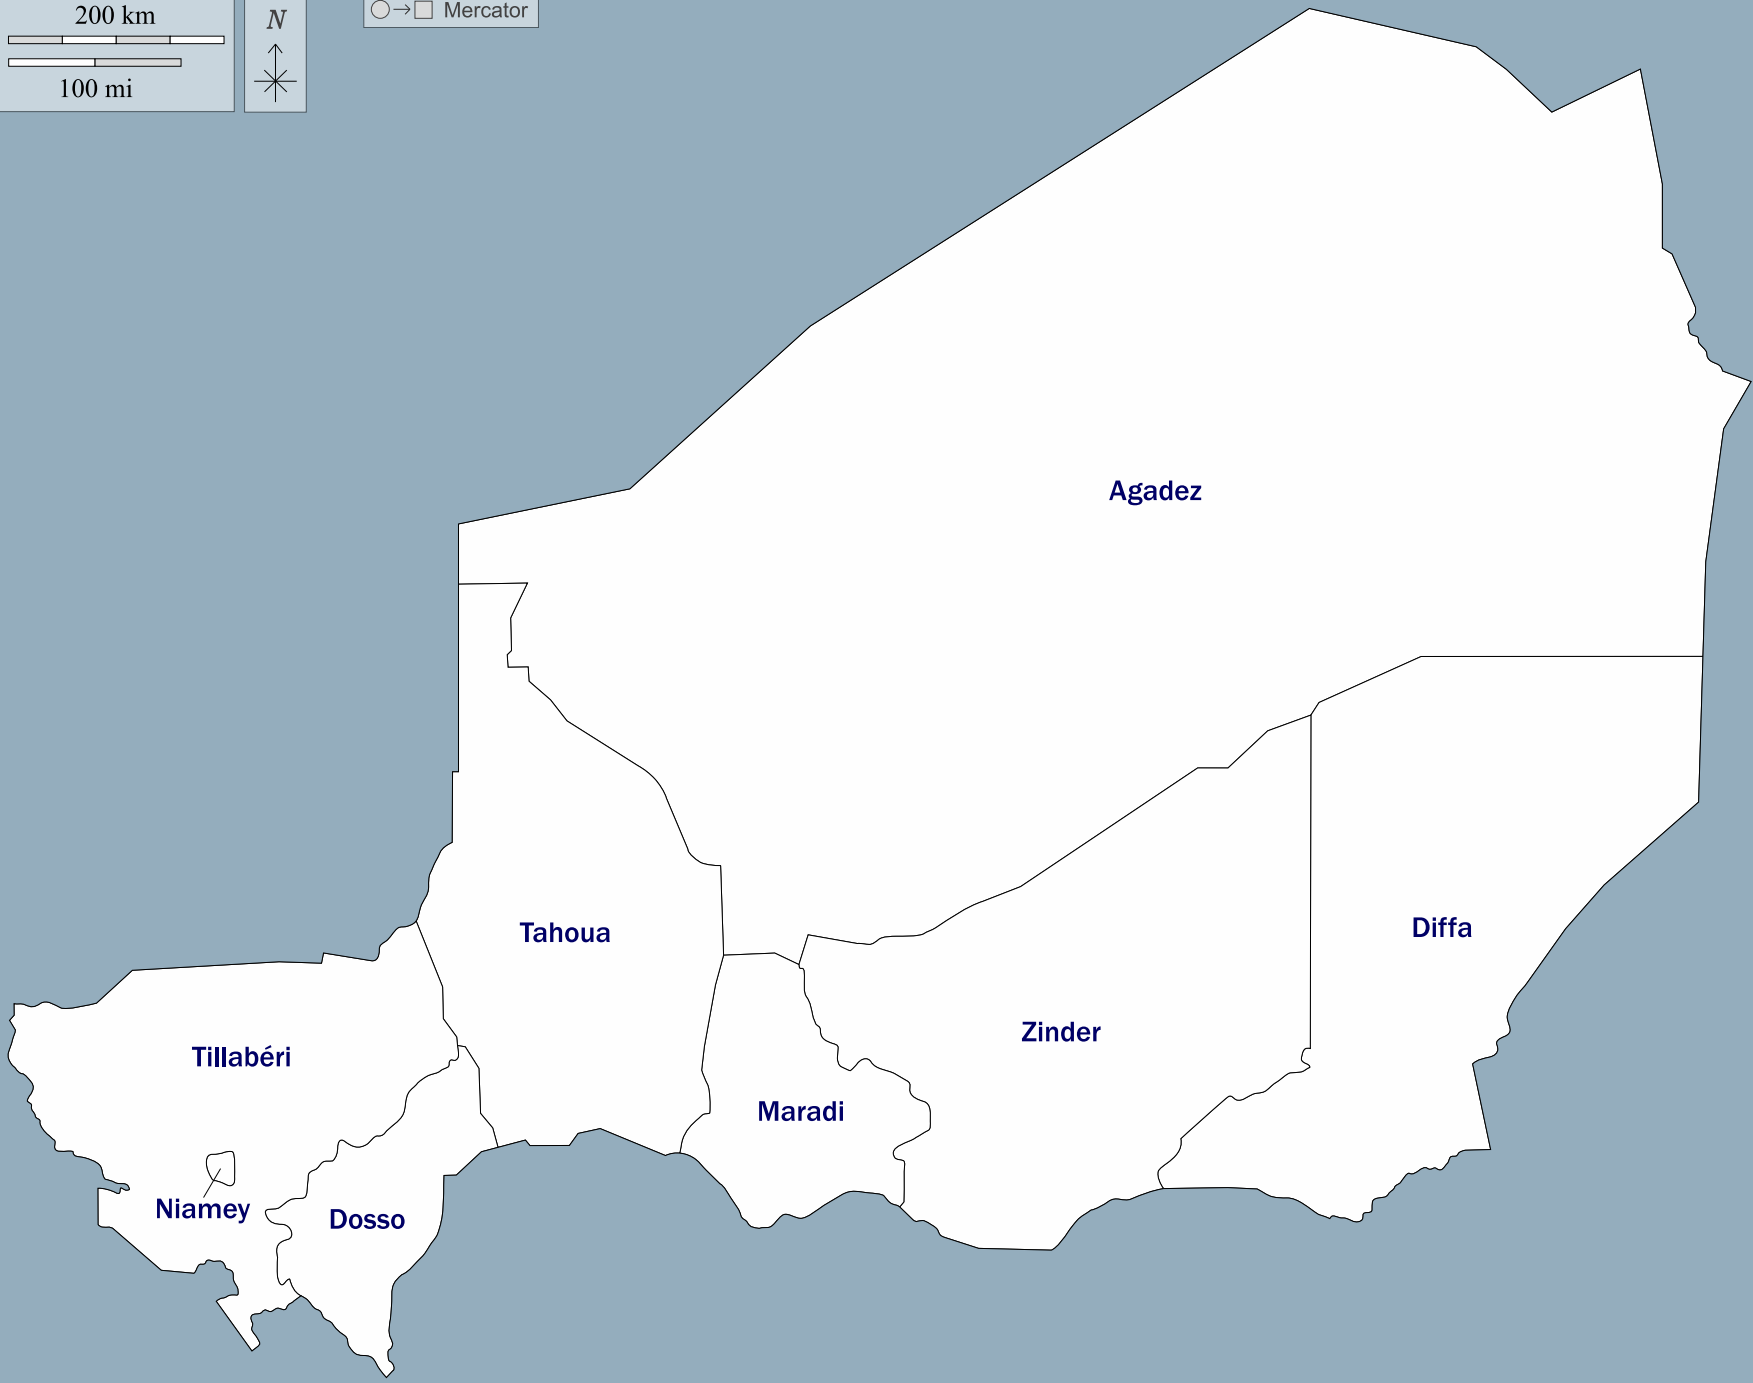 200 km
100 mi
N
Mercator
Agadez
Tahoua
Diffa
Zinder
Tillabéri
Maradi
Niamey
Dosso